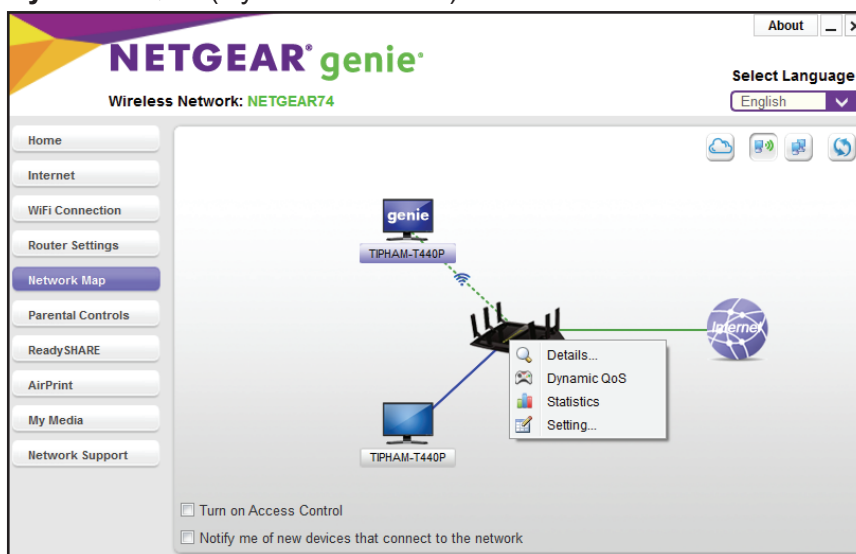 About
NETGEAR® genie®
Select Language
Wireless Network: NETGEAR74
English
Home
Internet
WiFi Connection
Router Settings
Network Map
Parental Controls
ReadySHARE
AirPrint
My Media
Network Support
genie
TIPHAM-T440P
Internet
Details...
Dynamic QoS
Statistics
Setting...
TIPHAM-T440P
Turn on Access Control
Notify me of new devices that connect to the network